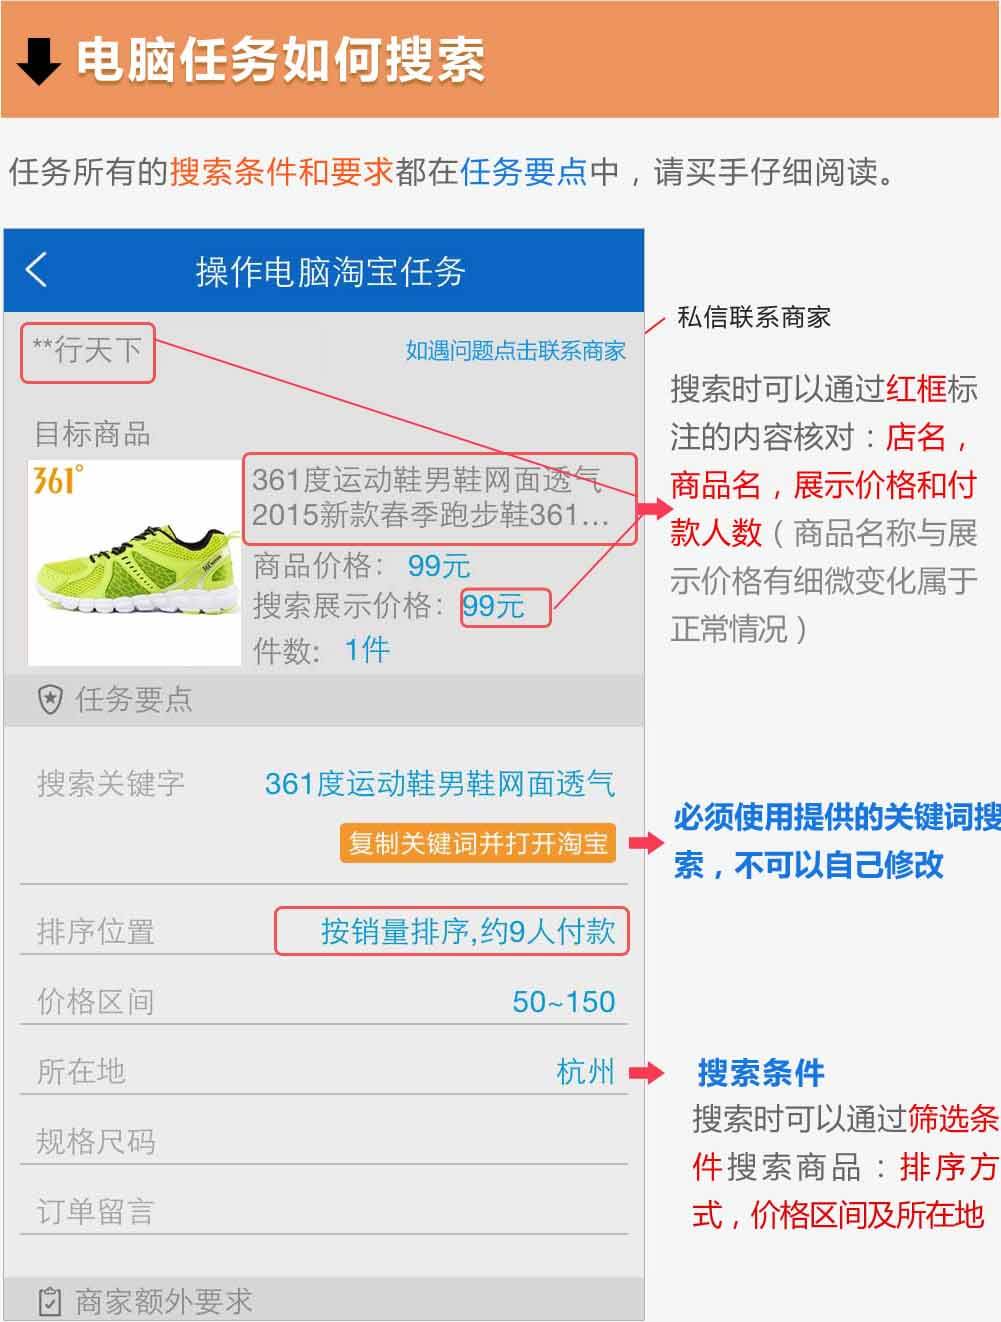 电脑任务如何搜索
任务所有的搜索条件和要求都在任务要点中，请买手仔细阅读。
操作电脑淘宝任务
**行天下
如遇问题点击联系商家
私信联系商家
目标商品
361°
361度运动鞋男鞋网面透气
2015新款春季跑步鞋361...
商品价格： 99元
搜索展示价格：99元
件数： 1件
搜索时可以通过红框标
注的内容核对：店名，
商品名，展示价格和付
款人数（商品名称与展
示价格有细微变化属于
正常情况）
任务要点
搜索关键字 361度运动鞋男鞋网面透气
复制关键词并打开淘宝
必须使用提供的关键词搜
索，不可以自己修改
排序位置 按销量排序,约9人付款
价格区间 50~150
所在地 杭州
规格尺码
订单留言
搜索条件
搜索时可以通过筛选条
件搜索商品：排序方
式，价格区间及所在地
商家额外要求